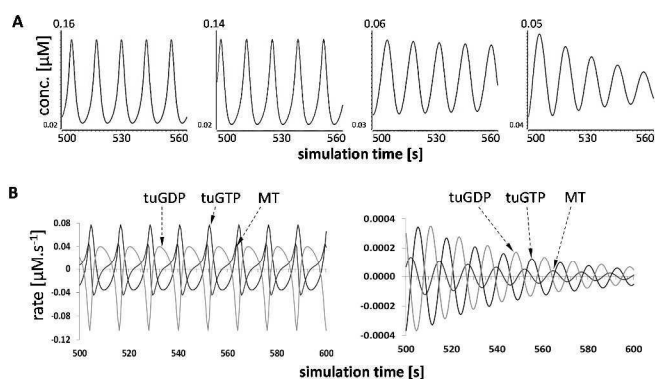 A
0.16
0.14
0.06
0.05
conc. [µM]
0.02
0.02
0.03
0.04
500 530 560
500 530 560
500 530 560
500 530 560
simulation time [s]
B
tuGDP tuGTP MT
tuGDP tuGTP MT
rate [µM.s⁻¹]
0.08
0.04
0
-0.04
-0.08
-0.12
0.0004
0.0002
0.0000
-0.0002
-0.0004
500 520 540 560 580 600
500 520 540 560 580 600
simulation time [s]